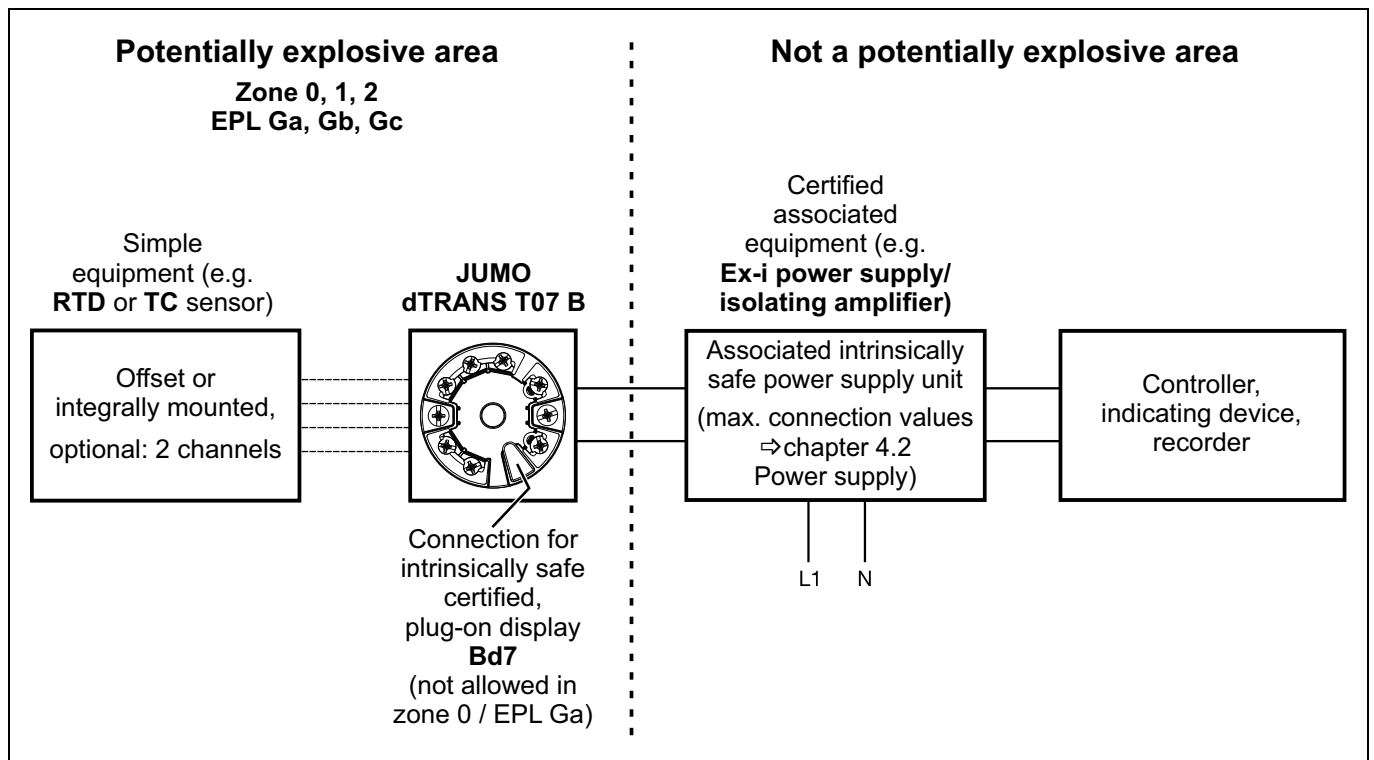 Potentially explosive area
Zone 0, 1, 2
EPL Ga, Gb, Gc
Not a potentially explosive area
Simple
equipment (e.g.
RTD or TC sensor)
Offset or
integrally mounted,
optional: 2 channels
JUMO
dTRANS T07 B
Connection for
intrinsically safe
certified,
plug-on display
Bd7
(not allowed in
zone 0 / EPL Ga)
Certified
associated
equipment (e.g.
Ex-i power supply/
isolating amplifier)
Associated intrinsically
safe power supply unit
(max. connection values
⇨chapter 4.2
Power supply)
L1 N
Controller,
indicating device,
recorder